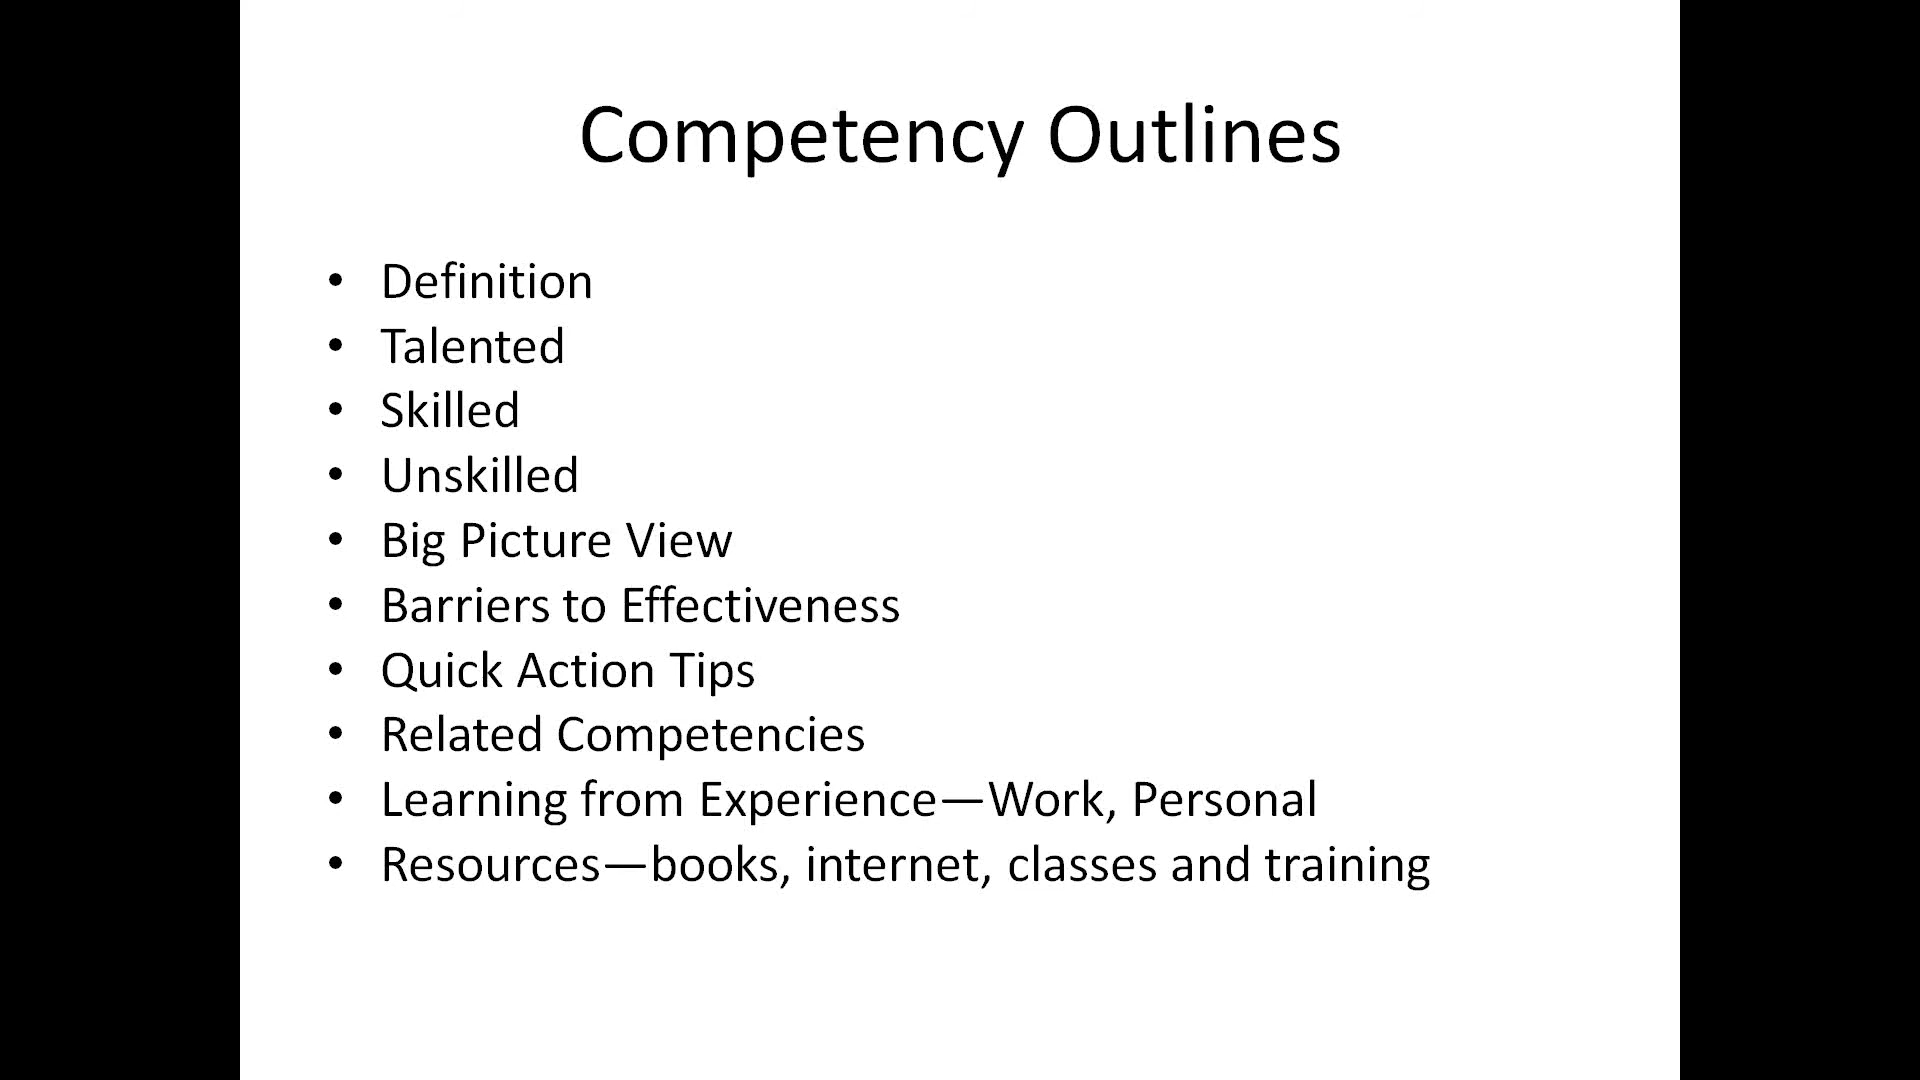 Competency Outlines
• Definition
• Talented
• Skilled
• Unskilled
• Big Picture View
• Barriers to Effectiveness
• Quick Action Tips
• Related Competencies
• Learning from Experience—Work, Personal
• Resources—books, internet, classes and training